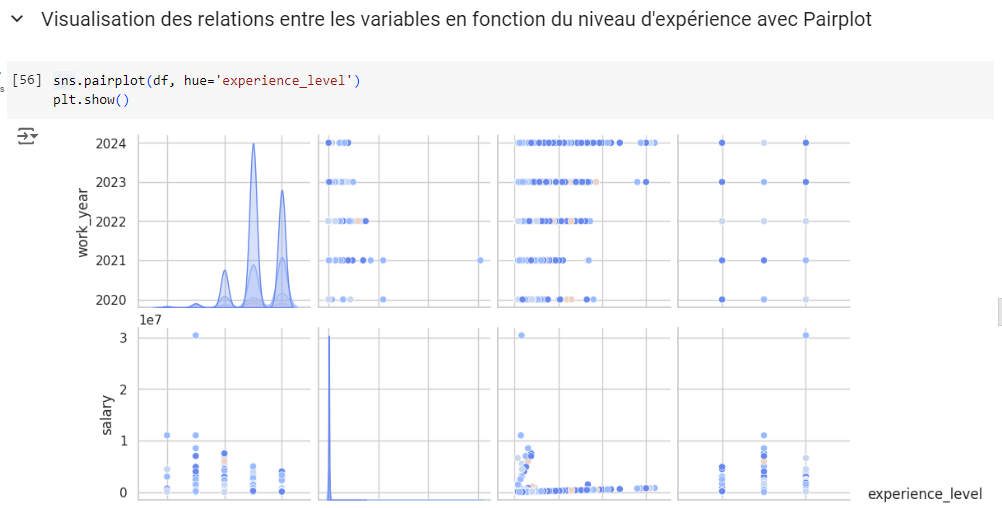 Visualisation des relations entre les variables en fonction du niveau d'expérience avec Pairplot
[56] sns.pairplot(df, hue='experience_level')
plt.show()
2024
2023
2022
2021
2020
work_year
1e7
3
2
1
0
salary
experience_level